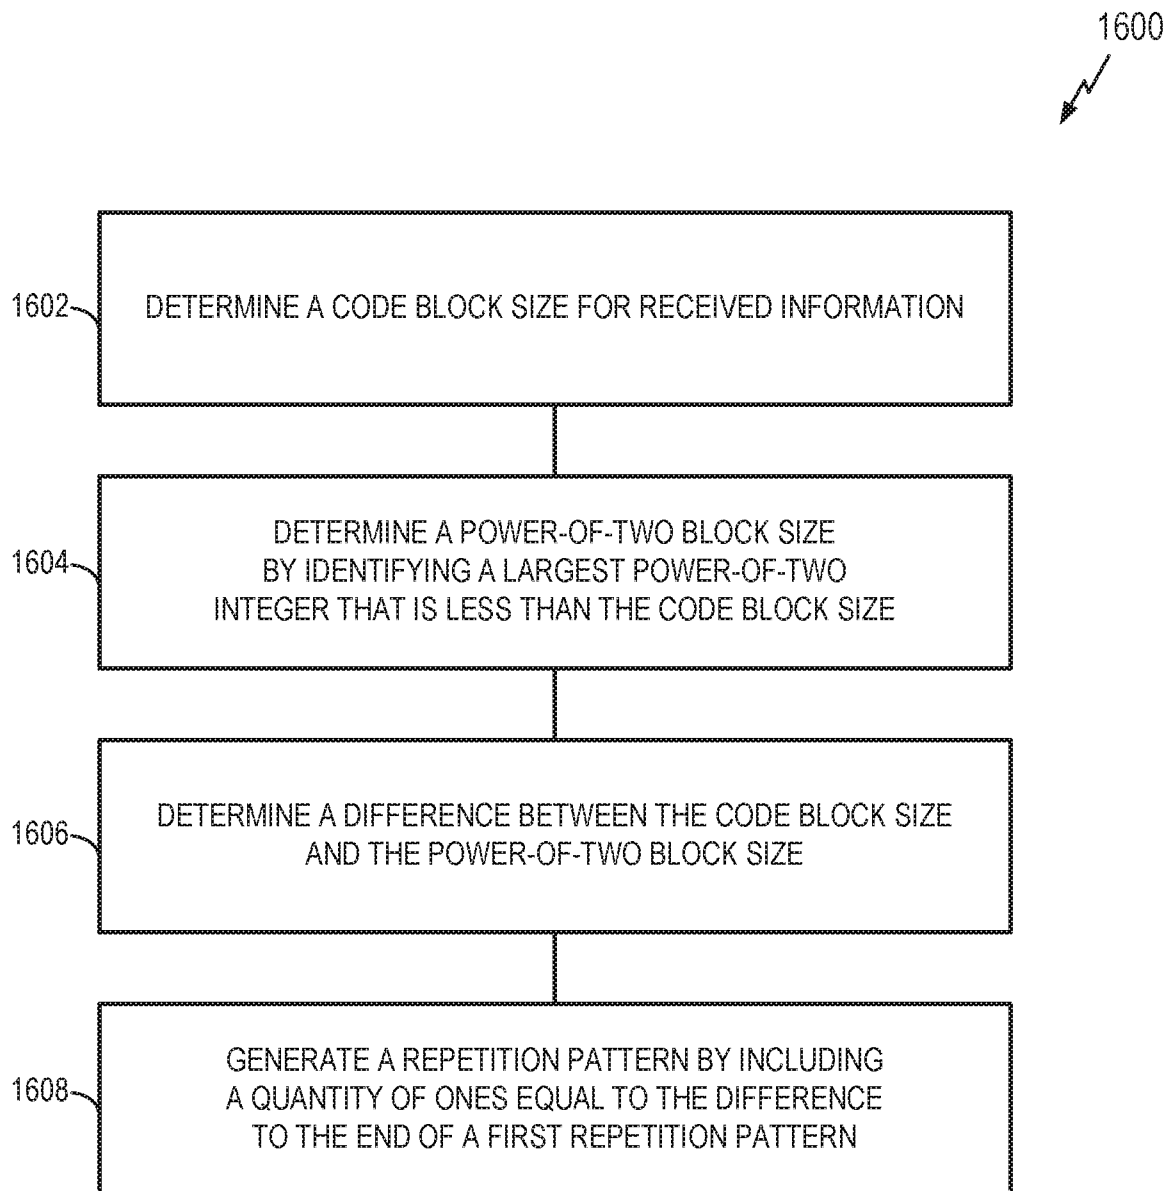 1600
1602
DETERMINE A CODE BLOCK SIZE FOR RECEIVED INFORMATION
1604
DETERMINE A POWER-OF-TWO BLOCK SIZE
BY IDENTIFYING A LARGEST POWER-OF-TWO
INTEGER THAT IS LESS THAN THE CODE BLOCK SIZE
1606
DETERMINE A DIFFERENCE BETWEEN THE CODE BLOCK SIZE
AND THE POWER-OF-TWO BLOCK SIZE
1608
GENERATE A REPETITION PATTERN BY INCLUDING
A QUANTITY OF ONES EQUAL TO THE DIFFERENCE
TO THE END OF A FIRST REPETITION PATTERN